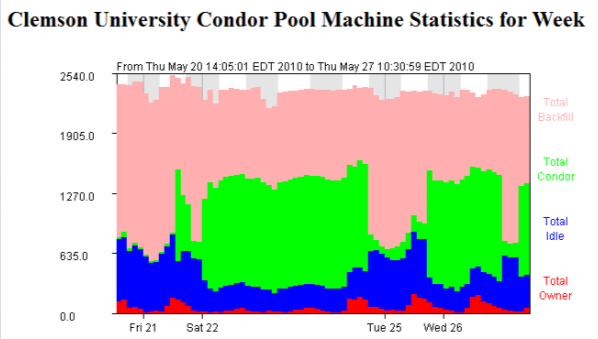 Clemson University Condor Pool Machine Statistics for Week
From Thu May 20 14:05:01 EDT 2010 to Thu May 27 10:30:59 EDT 2010
2540.0
1905.0
1270.0
635.0
0.0
Total
Backfill
Total
Condor
Total
Idle
Total
Owner
Fri 21
Sat 22
Tue 25
Wed 26